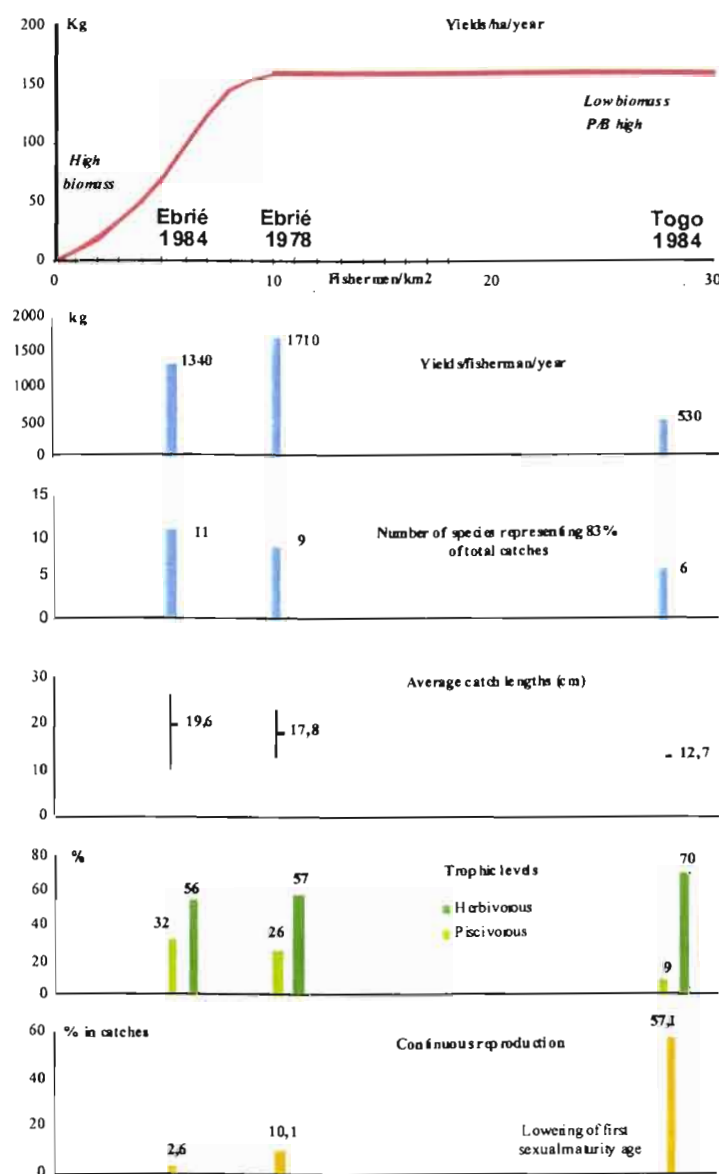 Kg
Yields/ha/year
200
150
100
50
0
High
biomass
Low biomass
P/B high
Ebrié
1984
Ebrié
1978
Togo
1984
0
10
20
30
Fishermen/km2
kg
2000
1500
1000
500
0
1340
1710
Yields/fisherman/year
530
15
10
5
0
11
9
Number of species representing 83%
of total catches
6
30
20
10
0
Average catch lengths (cm)
19,6
17,8
12,7
%
80
60
40
20
0
32
56
26
57
Trophic levels
Herbivorous
Piscivorous
9
70
% in catches
60
40
20
0
2,6
10,1
Continuous reproduction
57,1
Lowering of first
sexual maturity age